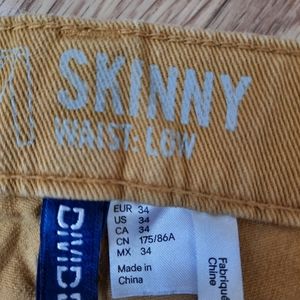 SKINNY
WAIST: LOW
DIVIDE
EUR 34
US 34
CA 34
CN 175/86A
MX 34
Made in
China
Fabriqué
Chine